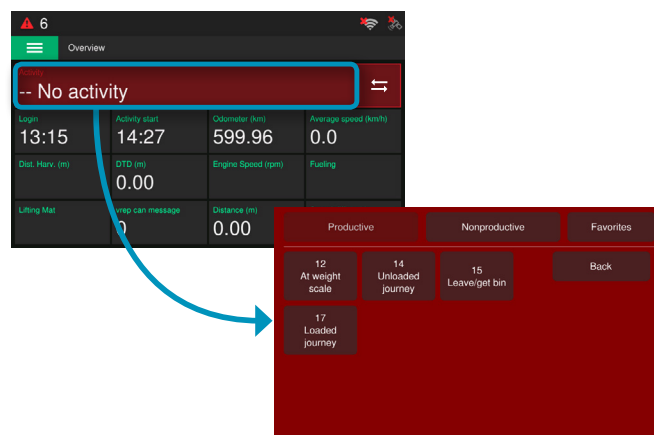 6
Overview
Activity
-- No activity
Login
Activity start
Odometer (km)
Average speed (km/h)
13:15
14:27
599.96
0.0
Dist. Harv. (m)
DTD (m)
Engine Speed (rpm)
Fueling
0.00
Lifting Mat
vrep can message
Distance (m)
0
0.00
Productive
Nonproductive
Favorites
12
At weight
scale
14
Unloaded
journey
15
Leave/get bin
Back
17
Loaded
journey